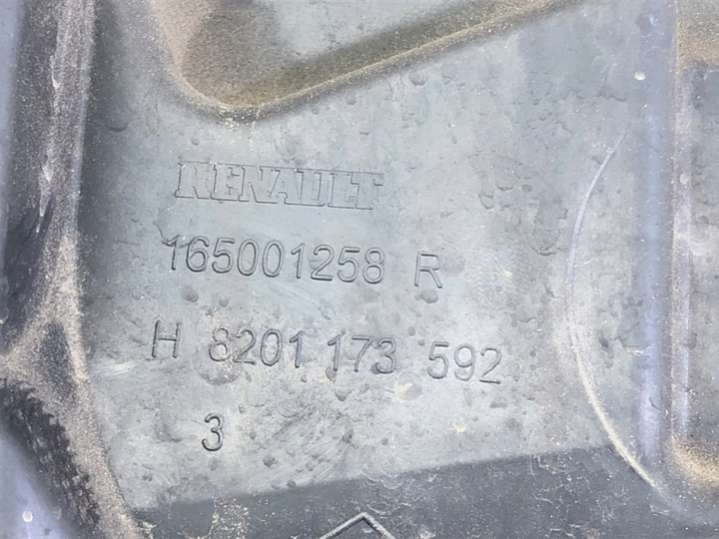 RENAULT
165001258 R
H 8201 173 592
3